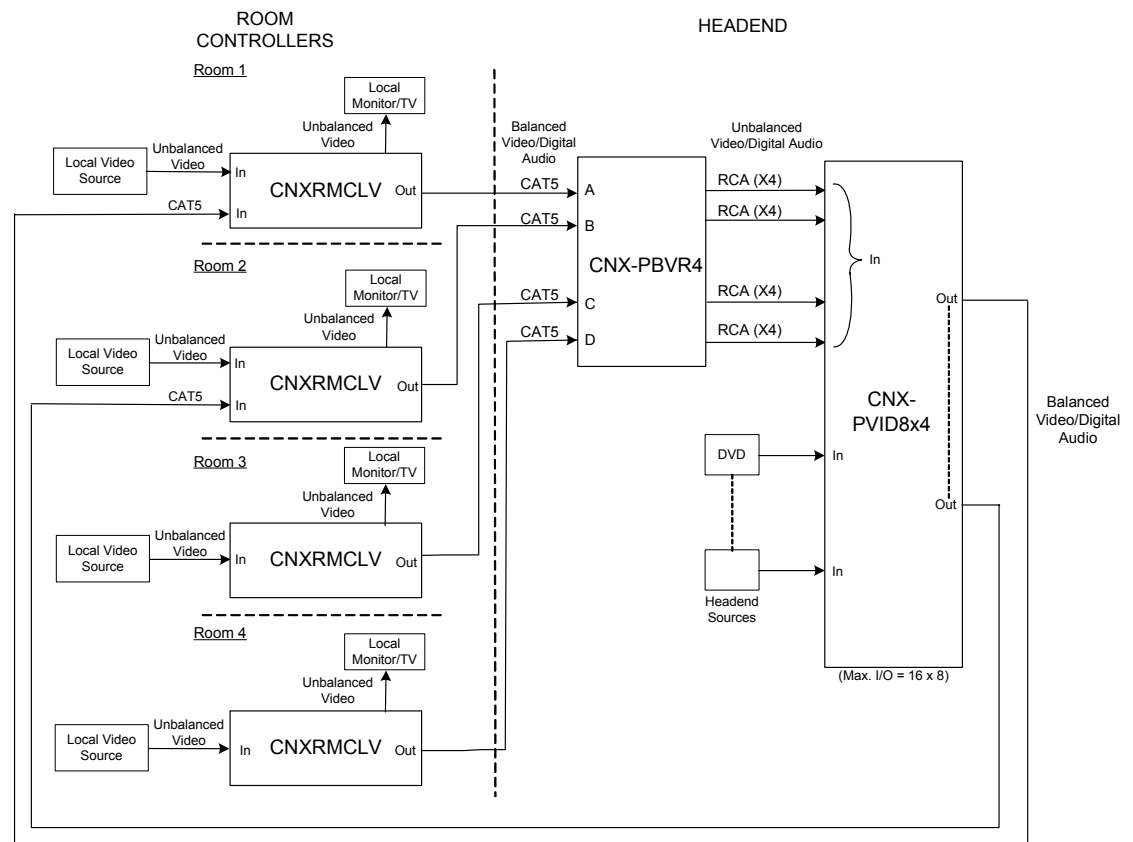 ROOM
CONTROLLERS
HEADEND
Room 1
Local
Monitor/TV
Unbalanced
Video
Local Video
Source
Unbalanced
Video
In
CNXRMCLV
Out
CAT5
In
Balanced
Video/Digital
Audio
CAT5
A
CAT5
B
CNX-PBVR4
CAT5
C
CAT5
D
Unbalanced
Video/Digital Audio
RCA (X4)
RCA (X4)
RCA (X4)
RCA (X4)
In
Out
CNX-
PVID8x4
Balanced
Video/Digital
Audio
DVD
In
Out
In
Headend
Sources
(Max. I/O = 16 x 8)
Room 2
Local
Monitor/TV
Unbalanced
Video
Local Video
Source
Unbalanced
Video
In
CNXRMCLV
Out
CAT5
In
Room 3
Local
Monitor/TV
Unbalanced
Video
Local Video
Source
Unbalanced
Video
In
CNXRMCLV
Out
Room 4
Local
Monitor/TV
Unbalanced
Video
Local Video
Source
Unbalanced
Video
In
CNXRMCLV
Out